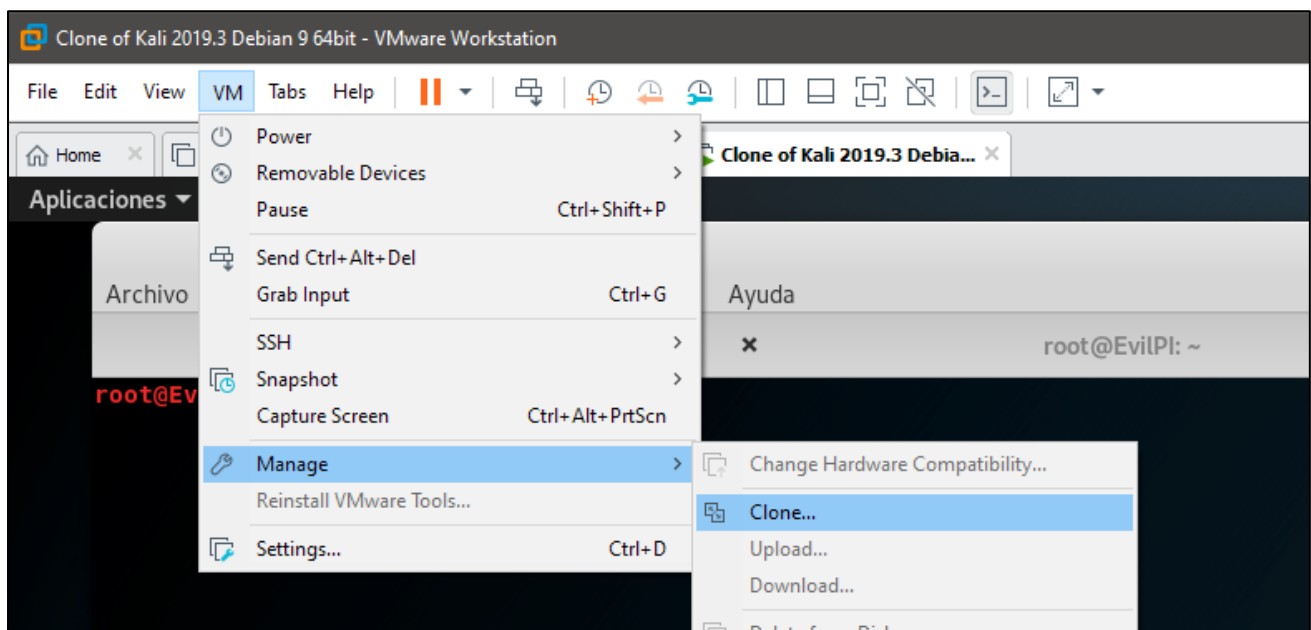 Clone of Kali 2019.3 Debian 9 64bit - VMware Workstation
File Edit View VM Tabs Help
Home Clone of Kali 2019.3 Debia...
Aplicaciones
Power
Removable Devices
Pause Ctrl+Shift+P
Send Ctrl+Alt+Del
Archivo Grab Input Ctrl+G Ayuda
SSH root@EvilPI: ~
Snapshot
root@Ev
Capture Screen Ctrl+Alt+PrtScn
Manage Change Hardware Compatibility...
Reinstall VMware Tools... Clone...
Settings... Ctrl+D Upload...
Download...